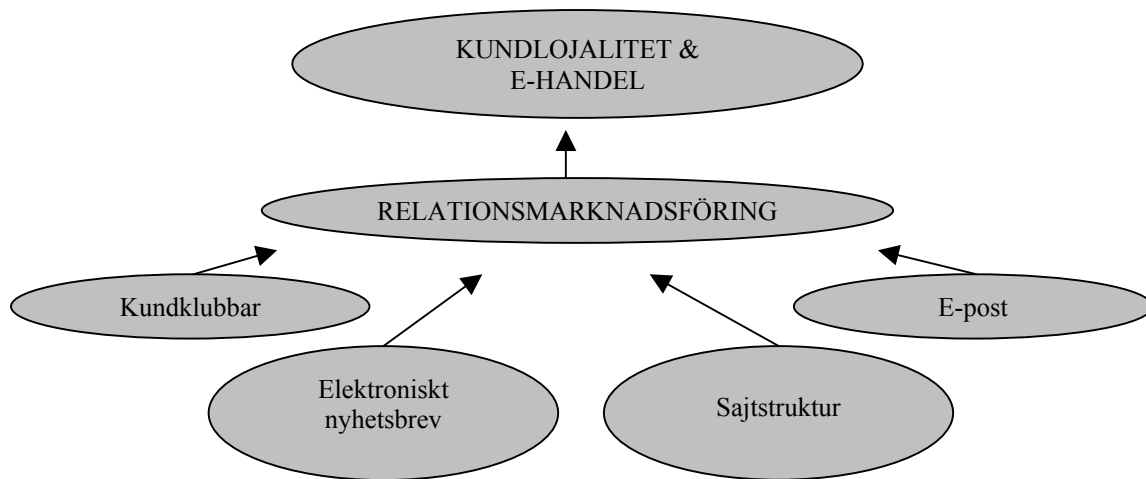 KUNDLOJALITET &
E-HANDEL
RELATIONSMARKNADSFÖRING
Kundklubbar
E-post
Elektroniskt
nyhetsbrev
Sajtstruktur